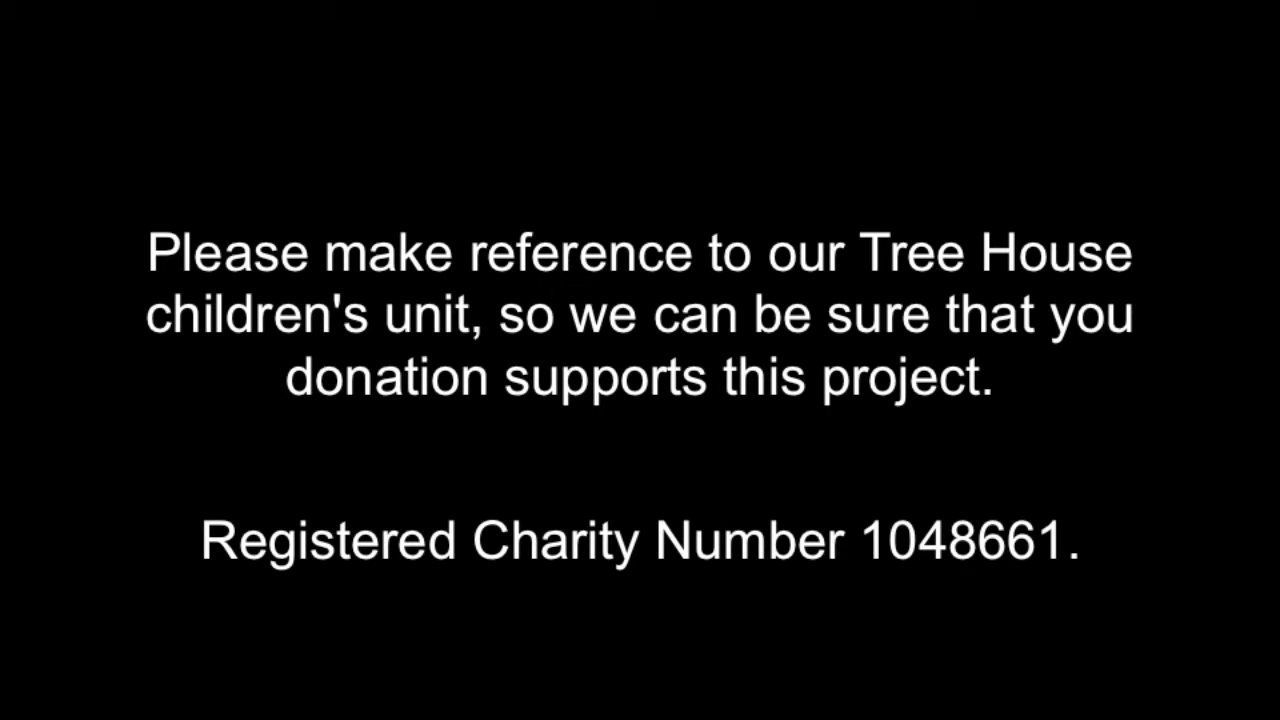 Please make reference to our Tree House
children's unit, so we can be sure that you
donation supports this project.
Registered Charity Number 1048661.